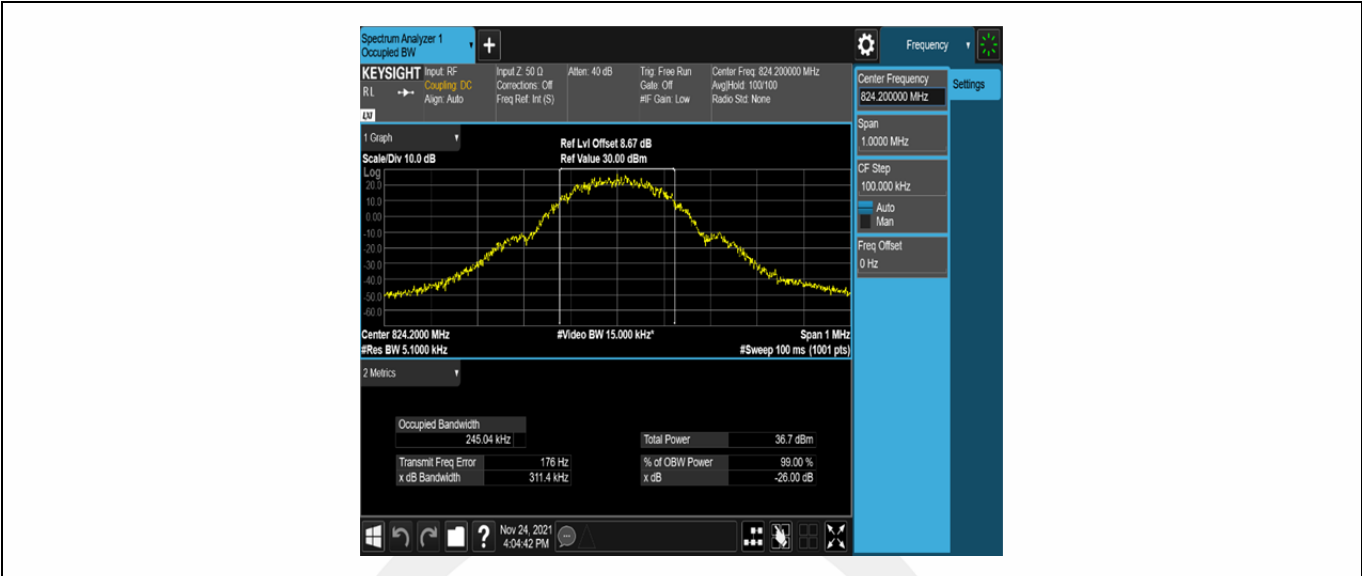 Spectrum Analyzer 1
Occupied BW
+
Frequency
KEYSIGHT
RL
LXI
Input: RF
Coupling: DC
Align: Auto
Input Z: 50 Ω
Corrections: Off
Freq Ref: Int (S)
Atten: 40 dB
Trig: Free Run
Gate: Off
#IF Gain: Low
Center Freq: 824.200000 MHz
Avg|Hold: 100/100
Radio Std: None
Center Frequency
824.200000 MHz
Settings
Span
1.0000 MHz
CF Step
100.000 kHz
Auto
Man
Freq Offset
0 Hz
1 Graph
Ref Lvl Offset 8.67 dB
Scale/Div 10.0 dB
Ref Value 30.00 dBm
Log
20.0
10.0
0.00
-10.0
-20.0
-30.0
-40.0
-50.0
-60.0
Center 824.2000 MHz
#Video BW 15.000 kHz*
Span 1 MHz
#Res BW 5.1000 kHz
#Sweep 100 ms (1001 pts)
2 Metrics
Occupied Bandwidth
245.04 kHz
Total Power 36.7 dBm
Transmit Freq Error 176 Hz
% of OBW Power 99.00 %
x dB Bandwidth 311.4 kHz
x dB -26.00 dB
?
Nov 24, 2021
4:04:42 PM